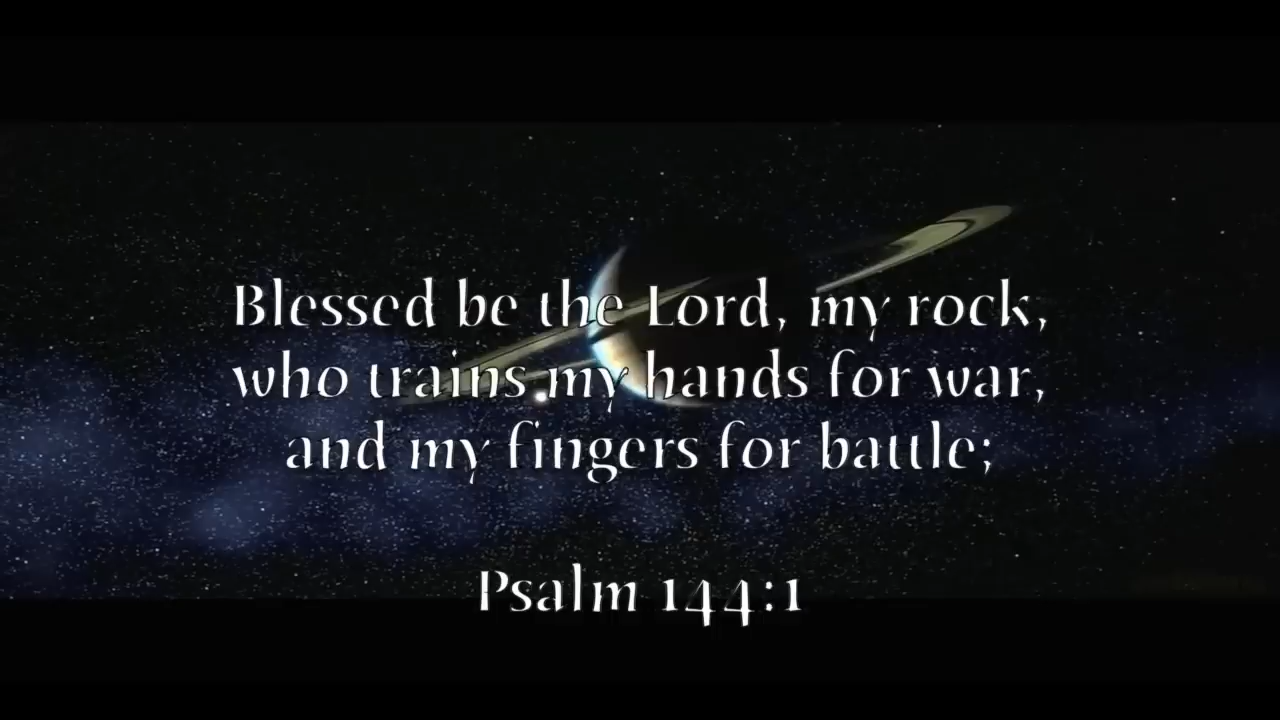 Blessed be the Lord, my rock,
who trains my hands for war,
and my fingers for battle;
Psalm 144:1